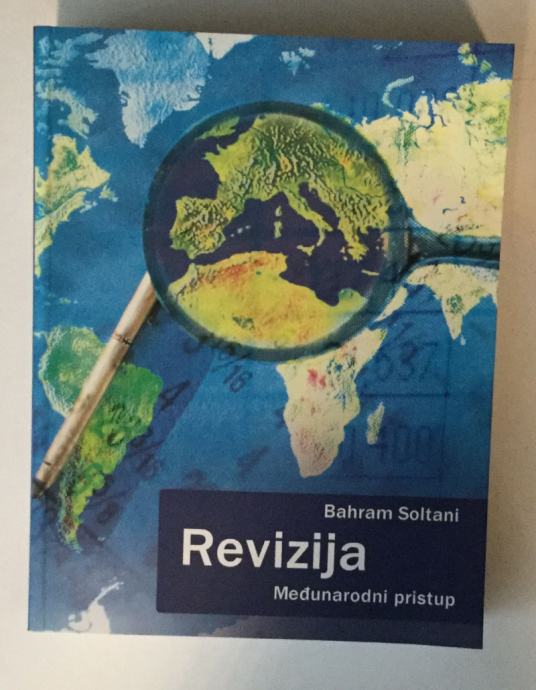 Bahram Soltani
Revizija
Međunarodni pristup